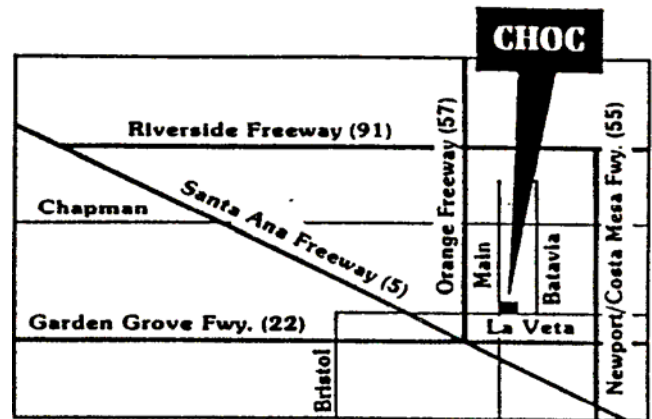 CHOC
Riverside Freeway (91)
Orange Freeway (57)
Newport/Costa Mesa Fwy. (55)
Santa Ana Freeway (5)
Chapman
Main
Batavia
Garden Grove Fwy. (22)
La Veta
Bristol